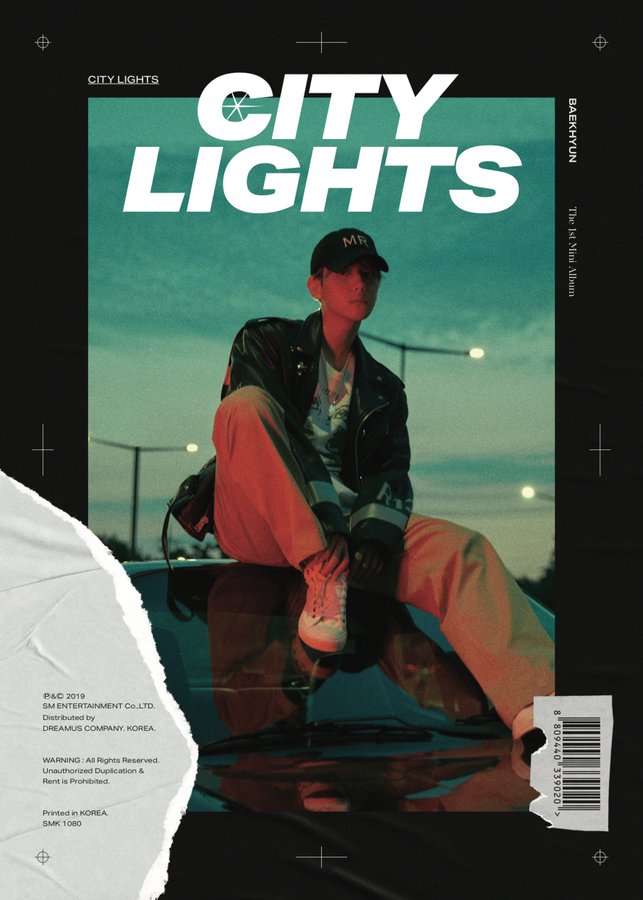 CITY LIGHTS
CITY
LIGHTS
BAEKHYUN
The 1st Mini Album
MR
℗&© 2019
SM ENTERTAINMENT Co.,LTD.
Distributed by
DREAMUS COMPANY. KOREA.
WARNING : All Rights Reserved.
Unauthorized Duplication &
Rent is Prohibited.
Printed in KOREA.
SMK 1080
8 809440 339020 >